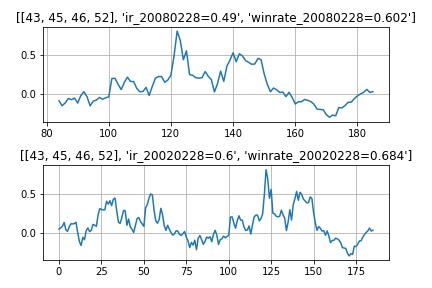 [[43, 45, 46, 52], 'ir_20080228=0.49', 'winrate_20080228=0.602']
0.5
0.0
80 100 120 140 160 180
[[43, 45, 46, 52], 'ir_20020228=0.6', 'winrate_20020228=0.684']
0.5
0.0
0 25 50 75 100 125 150 175